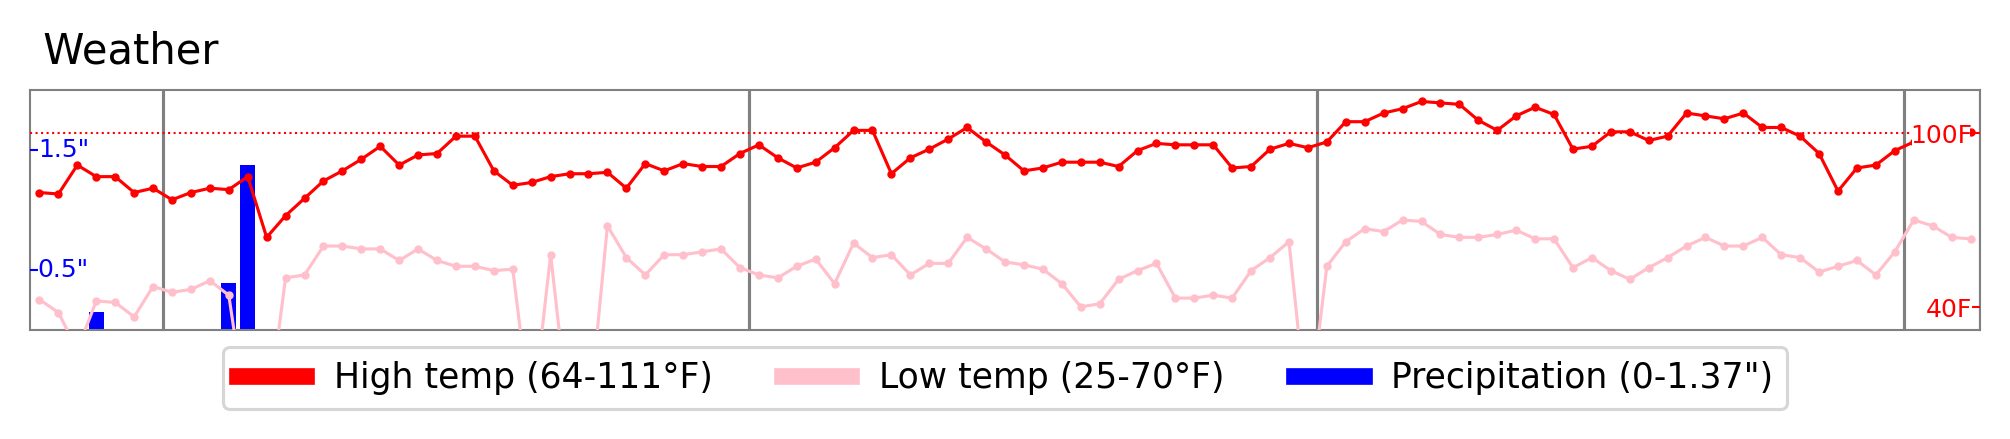 Weather
1.5"
100F
0.5"
40F
High temp (64-111°F) Low temp (25-70°F) Precipitation (0-1.37")